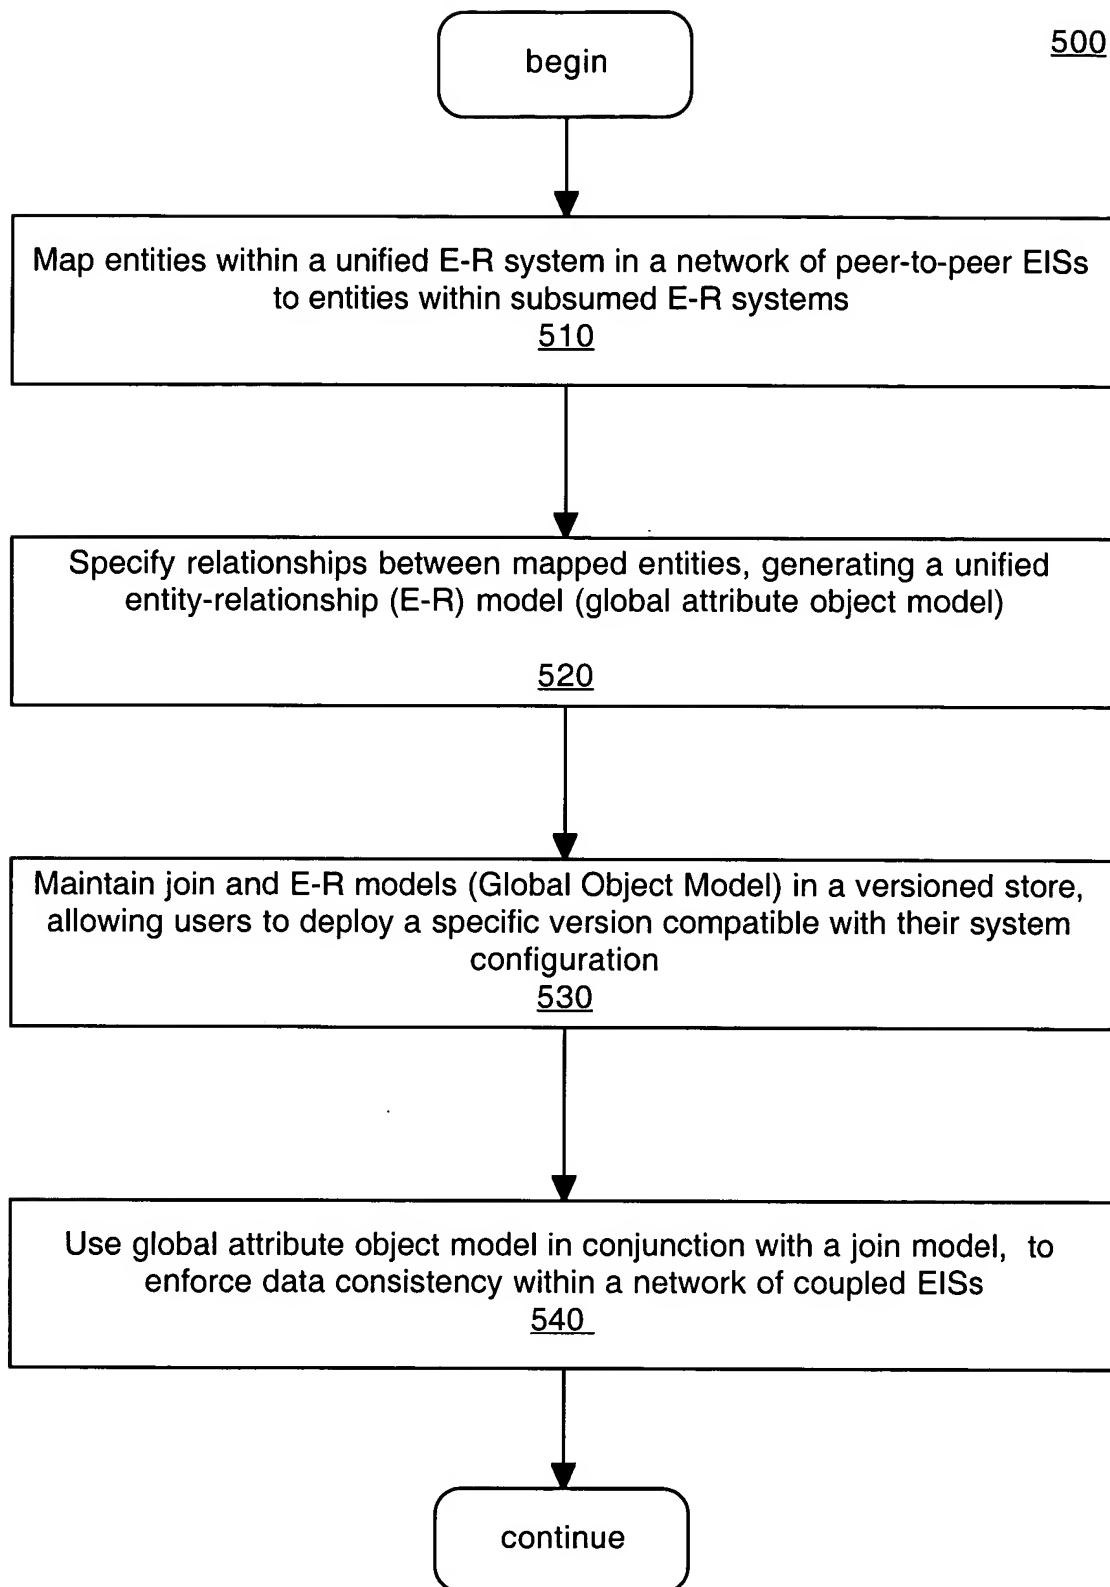 500
begin
Map entities within a unified E-R system in a network of peer-to-peer EISs
to entities within subsumed E-R systems
510
Specify relationships between mapped entities, generating a unified
entity-relationship (E-R) model (global attribute object model)
520
Maintain join and E-R models (Global Object Model) in a versioned store,
allowing users to deploy a specific version compatible with their system
configuration
530
Use global attribute object model in conjunction with a join model, to
enforce data consistency within a network of coupled EISs
540
continue